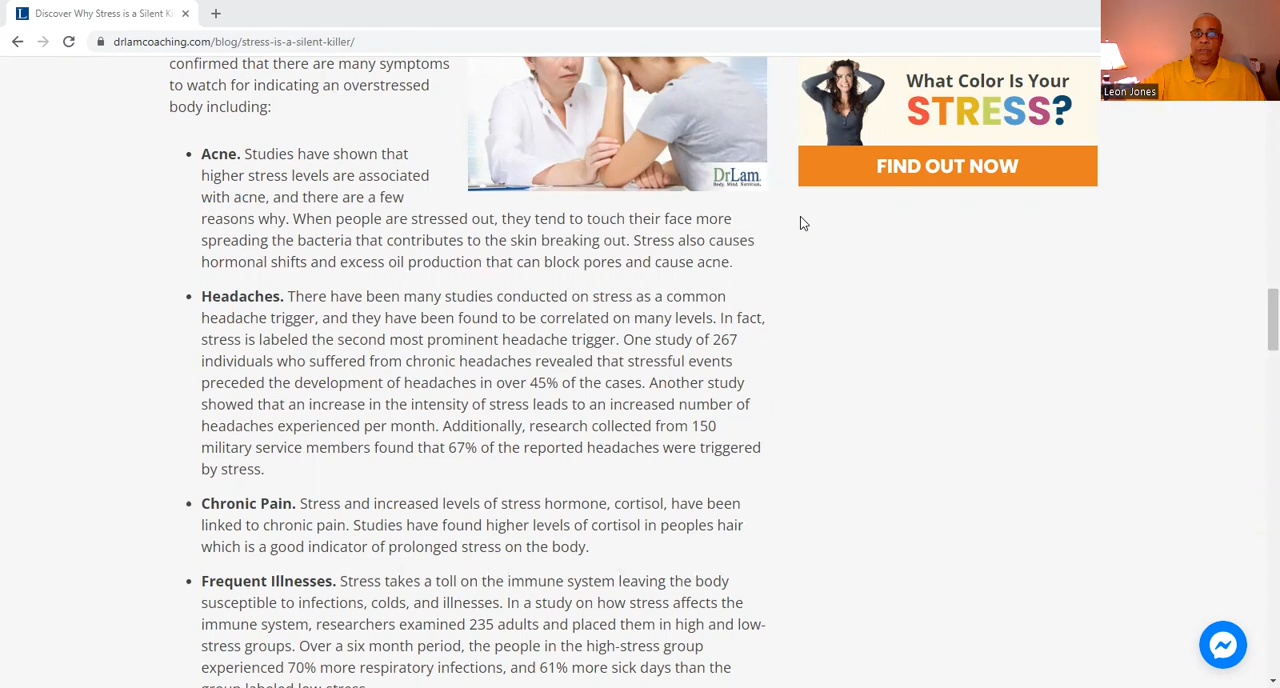 Discover Why Stress is a Silent Ki
drlamcoaching.com/blog/stress-is-a-silent-killer/
Leon Jones
confirmed that there are many symptoms
to watch for indicating an overstressed
body including:
DrLam.
Body. Mind. Nutrition.
What Color Is Your
STRESS?
FIND OUT NOW
• Acne. Studies have shown that
higher stress levels are associated
with acne, and there are a few
reasons why. When people are stressed out, they tend to touch their face more
spreading the bacteria that contributes to the skin breaking out. Stress also causes
hormonal shifts and excess oil production that can block pores and cause acne.
• Headaches. There have been many studies conducted on stress as a common
headache trigger, and they have been found to be correlated on many levels. In fact,
stress is labeled the second most prominent headache trigger. One study of 267
individuals who suffered from chronic headaches revealed that stressful events
preceded the development of headaches in over 45% of the cases. Another study
showed that an increase in the intensity of stress leads to an increased number of
headaches experienced per month. Additionally, research collected from 150
military service members found that 67% of the reported headaches were triggered
by stress.
• Chronic Pain. Stress and increased levels of stress hormone, cortisol, have been
linked to chronic pain. Studies have found higher levels of cortisol in peoples hair
which is a good indicator of prolonged stress on the body.
• Frequent Illnesses. Stress takes a toll on the immune system leaving the body
susceptible to infections, colds, and illnesses. In a study on how stress affects the
immune system, researchers examined 235 adults and placed them in high and low-
stress groups. Over a six month period, the people in the high-stress group
experienced 70% more respiratory infections, and 61% more sick days than the
group labeled low stress.